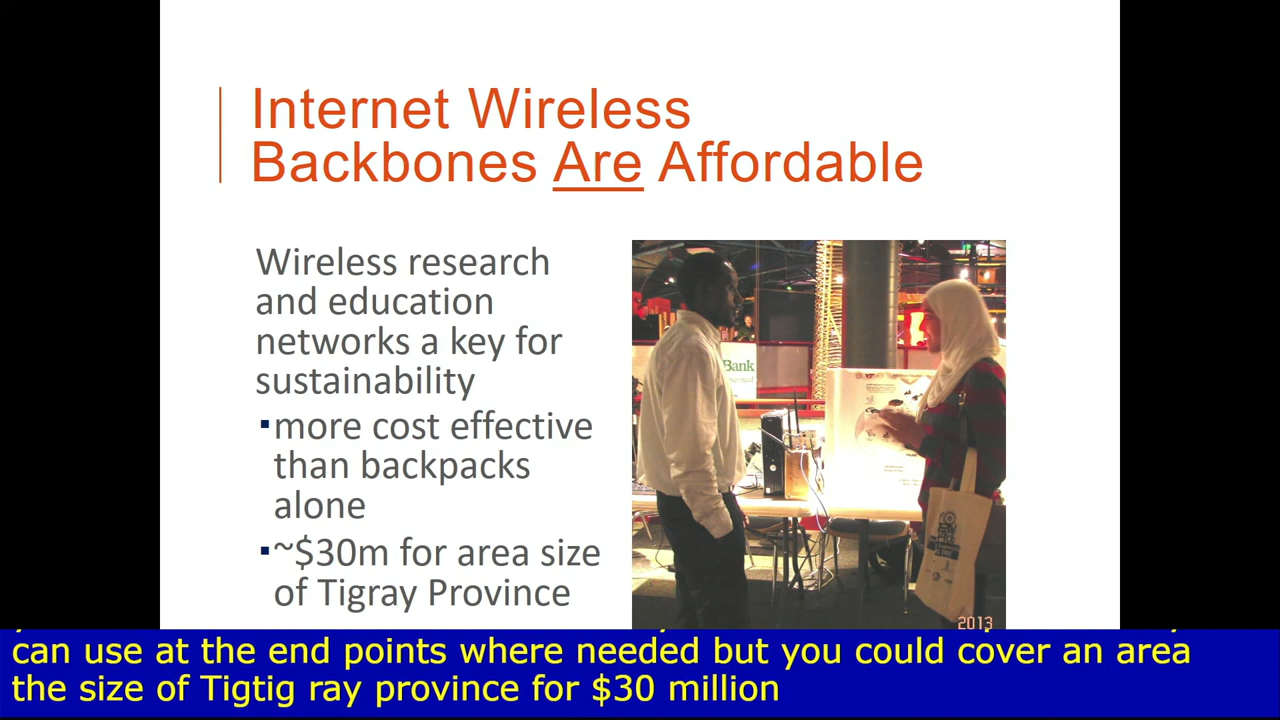 Internet Wireless
Backbones Are Affordable
Wireless research
and education
networks a key for
sustainability
▪more cost effective
than backpacks
alone
▪~$30m for area size
of Tigray Province
Bank
2013
can use at the end points where needed but you could cover an area
the size of Tigtig ray province for $30 million